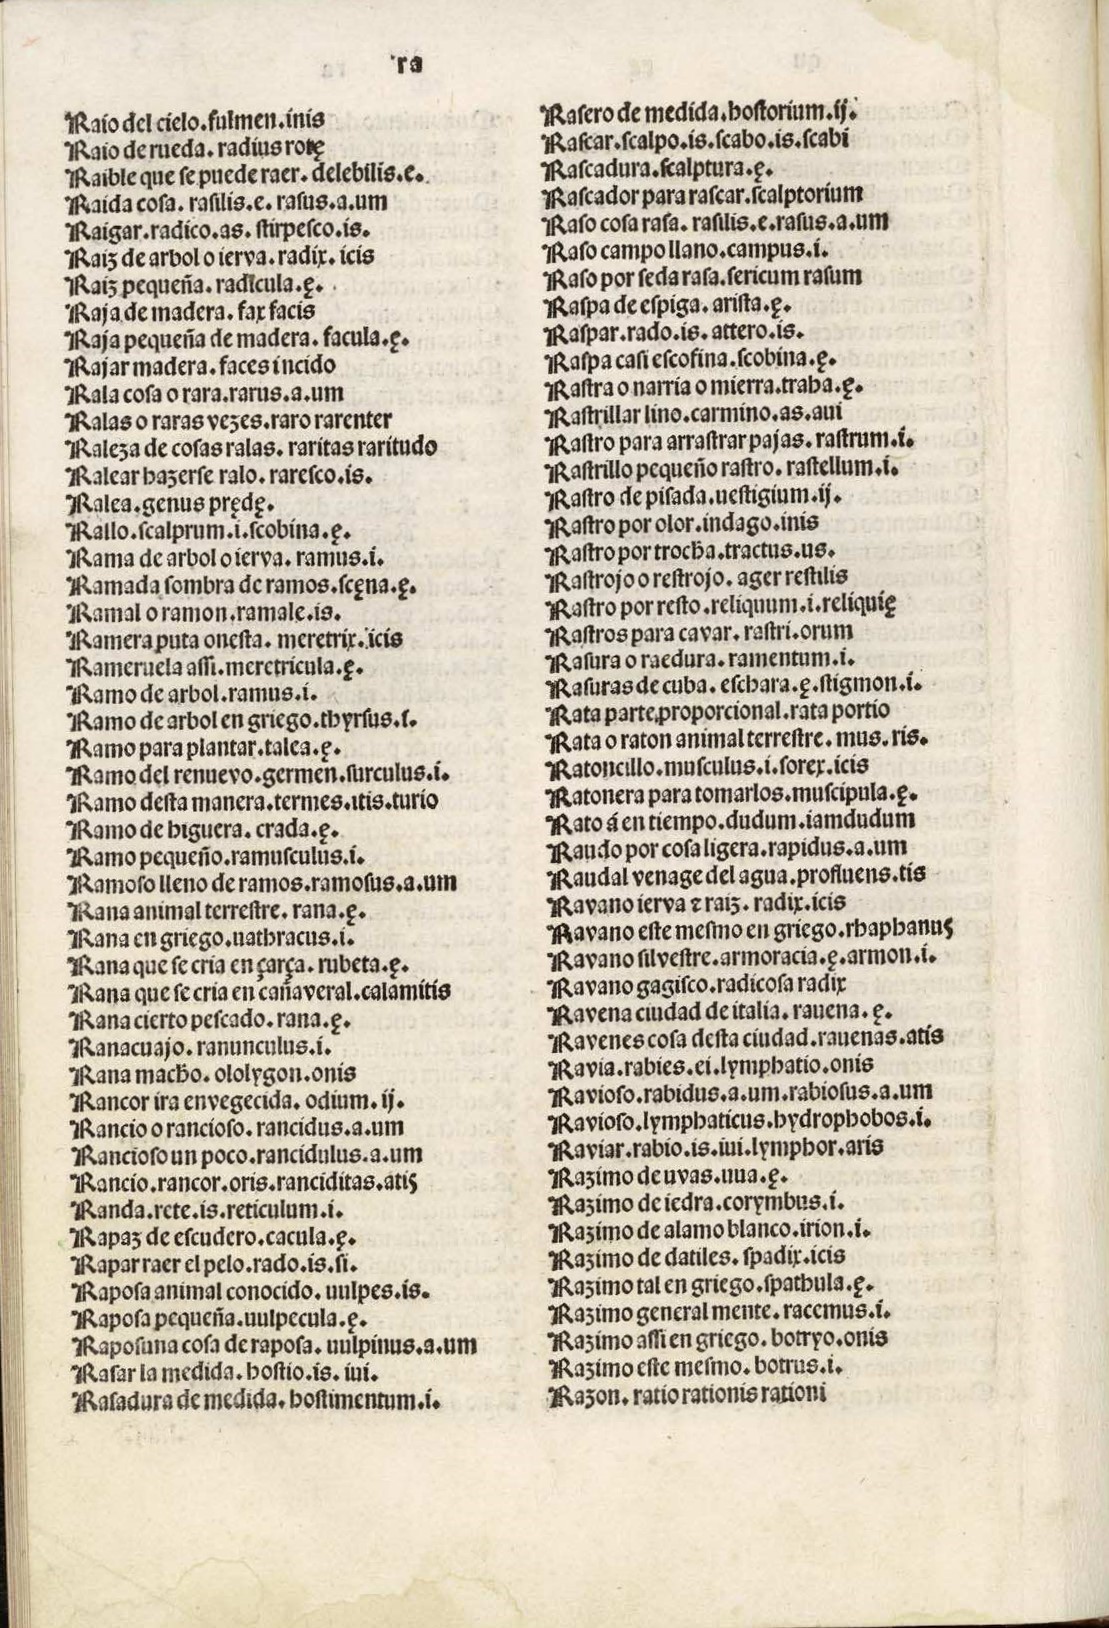 ra
Raio del cielo.fulmen.inis
Raio de rueda. radius rotę
Raible que se puede raer. delebilis.e.
Raida cosa. rasilis.e. rasus.a.um
Raigar.radico.as. stirpesco.is.
Raiz de arbol o ierva. radix. icis
Raiz pequeña. radicula.ę.
Raja de madera. fax facis
Raja pequeña de madera. facula.ę.
Rajar madera.faces incido
Rala cosa o rara.rarus.a.um
Ralas o raras vezes.raro rarenter
Raleza de cosas ralas. raritas raritudo
Ralear hazerse ralo. raresco.is.
Ralea.genus prędę.
Rallo.scalprum.i.scobina.ę.
Rama de arbol o ierva. ramus.i.
Ramada sombra de ramos.scęna.ę.
Ramal o ramon.ramale.is.
Ramera puta onesta. meretrix.icis
Rameruela assi.meretricula.ę.
Ramo de arbol.ramus.i.
Ramo de arbol en griego.thyrsus.i.
Ramo para plantar.talea.ę.
Ramo del renuevo.germen.surculus.i.
Ramo desta manera.termes.itis.turio
Ramo de higuera. crada.ę.
Ramo pequeño.ramusculus.i.
Ramoso lleno de ramos.ramosus.a.um
Rana animal terrestre. rana.ę.
Rana en griego.uathracus.i.
Rana que se cria en çarça. rubeta.ę.
Rana que se cria en cañaveral.calamitis
Rana cierto pescado. rana.ę.
Ranacuajo. ranunculus.i.
Rana macho. ololygon.onis
Rancor ira envegecida. odium.ij.
Rancio o rancioso. rancidus.a.um
Rancioso un poco.rancidulus.a.um
Rancio.rancor.oris.ranciditas.atis
Randa.rete.is.reticulum.i.
Rapaz de escudero.cacula.ę.
Rapar raer el pelo.rado.is.si.
Raposa animal conocido. uulpes.is.
Raposa pequeña.uulpecula.ę.
Raposuna cosa de raposa. uulpinus.a.um
Rasar la medida. hostio.is. iui.
Rasadura de medida. hostimentum.i.
Rasero de medida.hostorium.ij.
Rascar.scalpo.is.scabo.is.scabi
Rascadura.scalptura.ę.
Rascador para rascar.scalptorium
Raso cosa rasa. rasilis.e.rasus.a.um
Raso campo llano.campus.i.
Raso por seda rasa.sericum rasum
Raspa de espiga. arista.ę.
Raspar.rado.is. attero.is.
Raspa casi escofina.scobina.ę.
Rastra o narria o mierra.traha.ę.
Rastrillar lino.carmino.as.aui
Rastro para arrastrar pajas. rastrum.i.
Rastrillo pequeño rastro. rastellum.i.
Rastro de pisada.uestigium.ij.
Rastro por olor.indago.inis
Rastro por trocha.tractus.us.
Rastrojo o restrojo. ager restilis
Rastro por resto.reliquum.i.reliquię
Rastros para cavar. rastri.orum
Rasura o raedura. ramentum.i.
Rasuras de cuba. eschara.ę.stigmon.i.
Rata parte proporcional.rata portio
Rata o raton animal terrestre. mus. ris.
Ratoncillo.musculus.i.sorex.icis
Ratonera para tomarlos.muscipula.ę.
Rato á en tiempo.dudum.iamdudum
Raudo por cosa ligera.rapidus.a.um
Raudal venage del agua.profluens.tis
Ravano ierva ⁊ raiz. radix.icis
Ravano este mesmo en griego.rhaphanus
Ravano silvestre.armoracia.ę.armon.i.
Ravano gagisco.radicosa radix
Ravena ciudad de italia. rauena.ę.
Ravenes cosa desta ciudad.rauenas.atis
Ravia.rabies.ei.lymphatio.onis
Ravioso.rabidus.a.um.rabiosus.a.um
Ravioso.lymphaticus.hydrophobos.i.
Raviar.rabio.is.iui.lymphor.aris
Razimo de uvas.uua.ę.
Razimo de iedra.corymbus.i.
Razimo de alamo blanco.irion.i.
Razimo de datiles. spadix.icis
Razimo tal en griego.spathula.ę.
Razimo general mente. racemus.i.
Razimo assi en griego. botryo.onis
Razimo este mesmo. botrus.i.
Razon. ratio rationis rationi